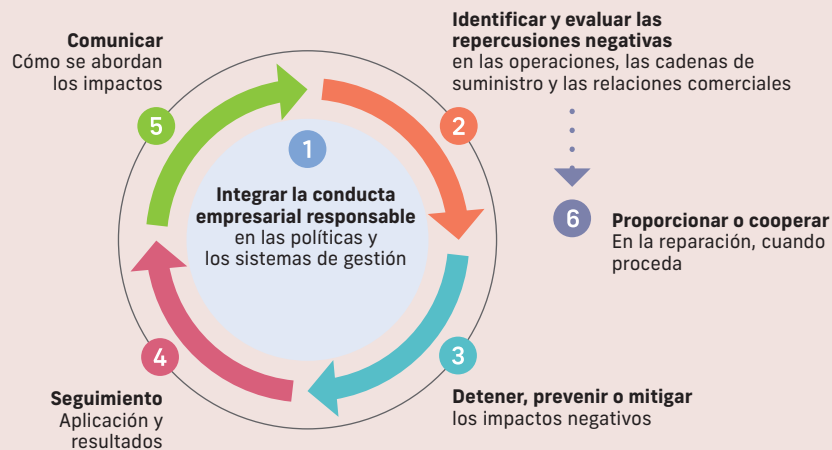 1
Integrar la conducta
empresarial responsable
en las políticas y
los sistemas de gestión
2
Identificar y evaluar las
repercusiones negativas
en las operaciones, las cadenas de
suministro y las relaciones comerciales
3
Detener, prevenir o mitigar
los impactos negativos
4
Seguimiento
Aplicación y
resultados
5
Comunicar
Cómo se abordan
los impactos
6
Proporcionar o cooperar
En la reparación, cuando
proceda